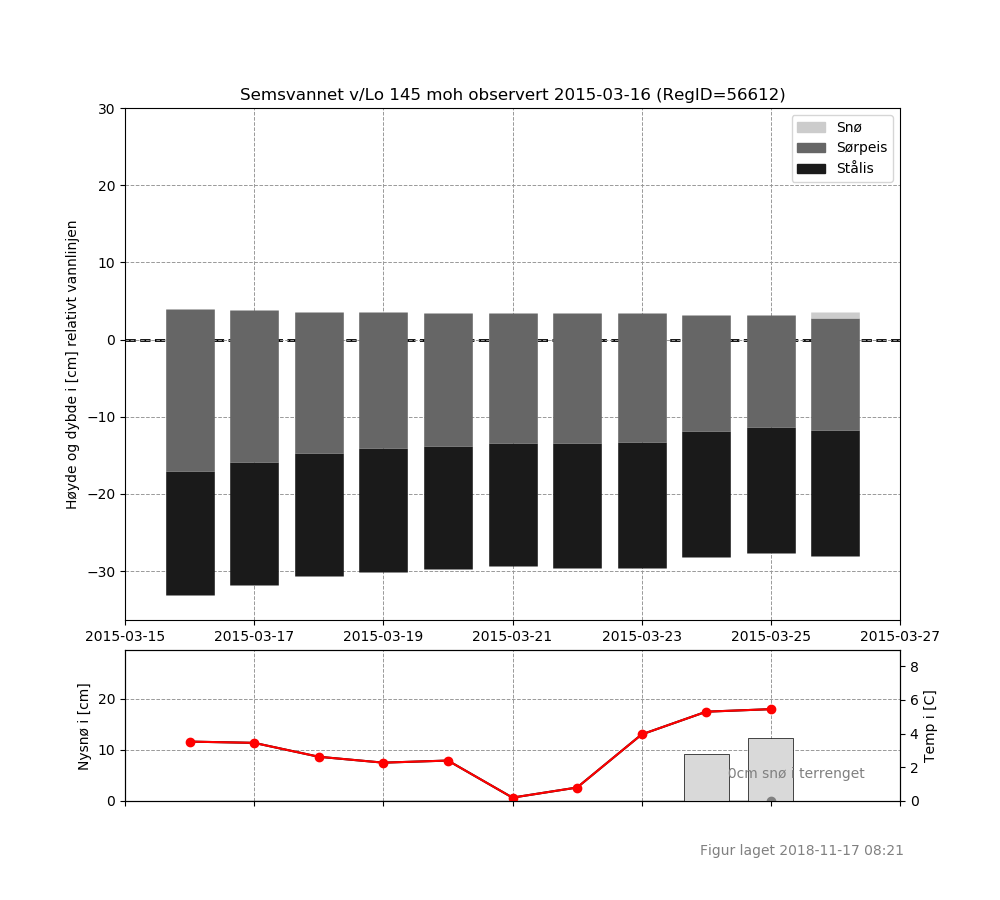 Semsvannet v/Lo 145 moh observert 2015-03-16 (RegID=56612)
Høyde og dybde i [cm] relativt vannlinjen
30
20
10
0
−10
−20
−30
Snø
Sørpeis
Stålis
2015-03-15 2015-03-17 2015-03-19 2015-03-21 2015-03-23 2015-03-25 2015-03-27
Nysnø i [cm]
20
10
0
0cm snø i terrenget
8
6
4
2
0
Temp i [C]
Figur laget 2018-11-17 08:21